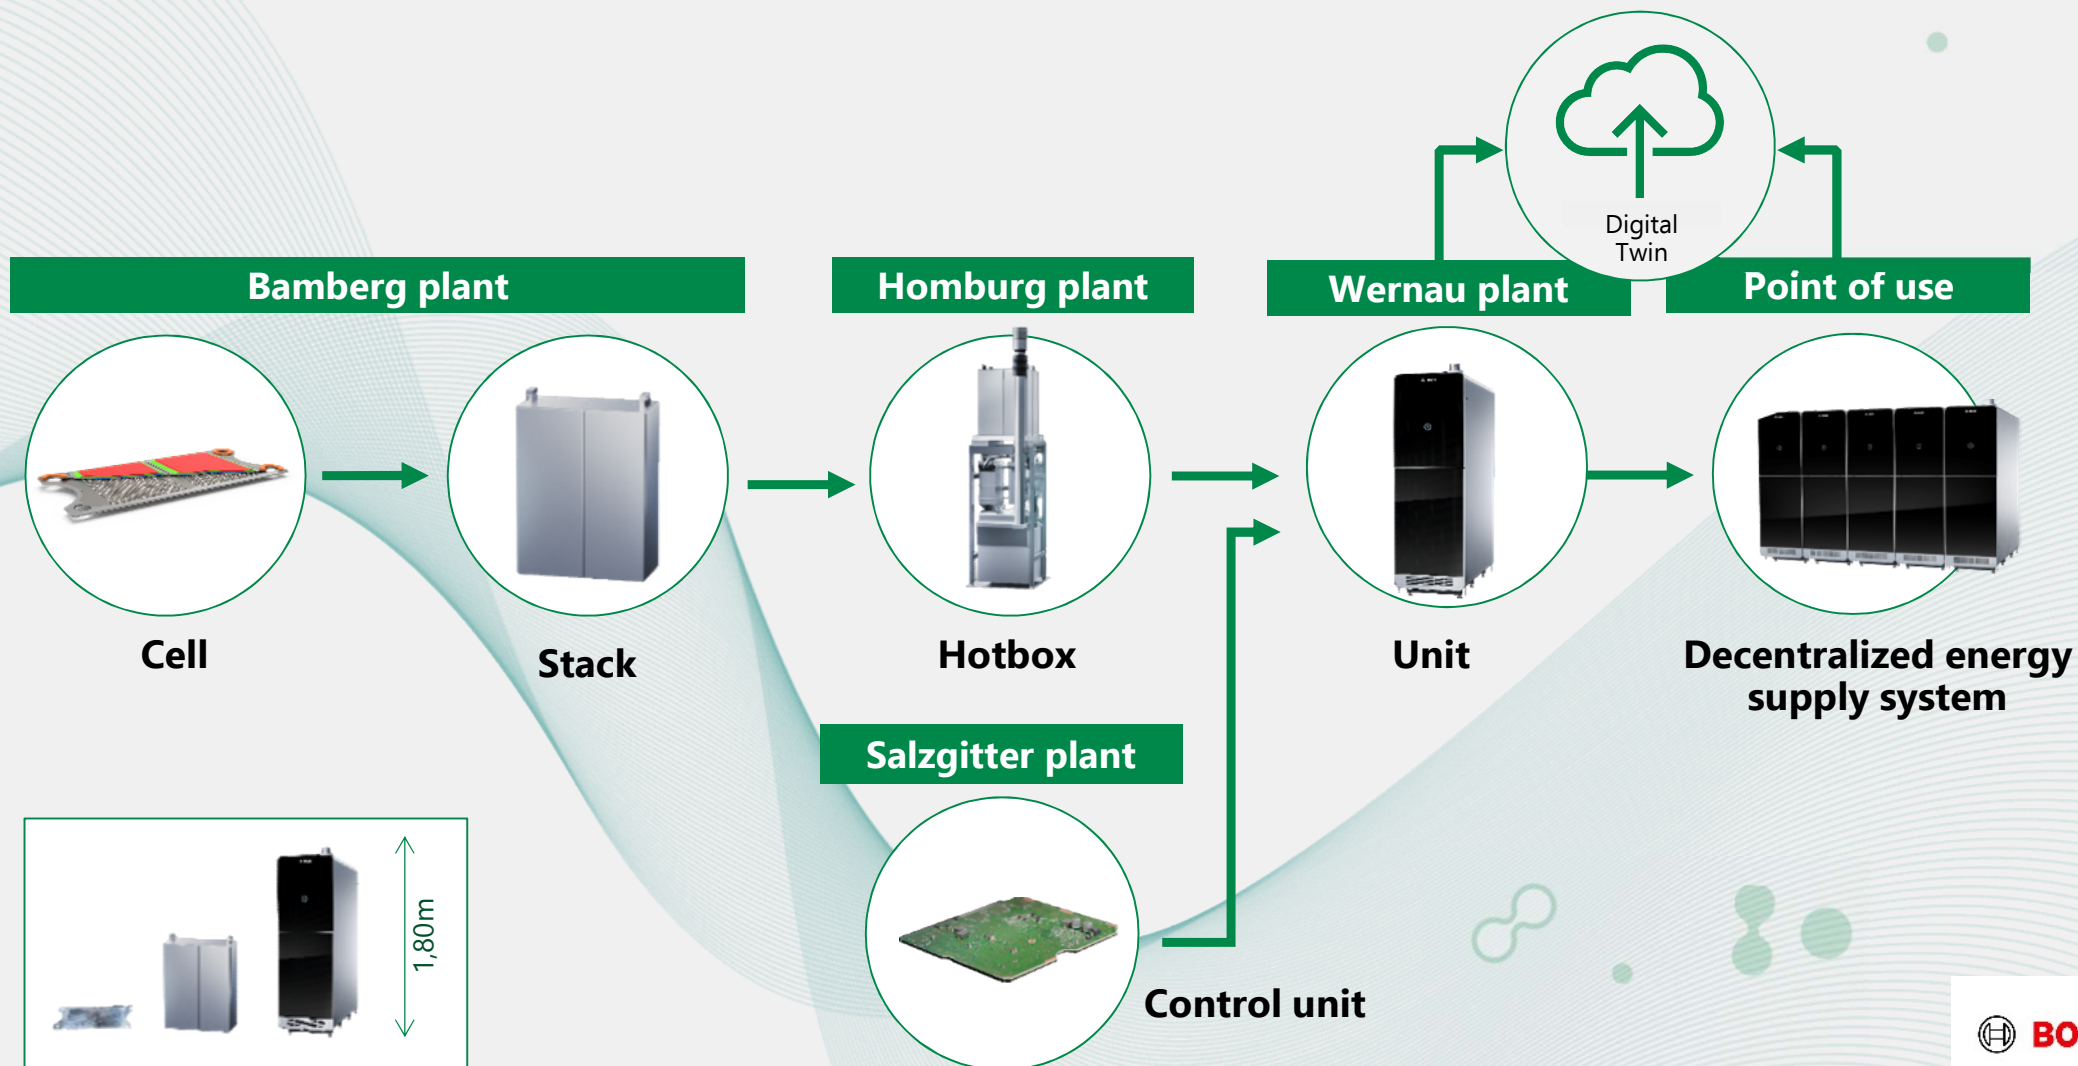 Digital
Twin
Bamberg plant
Homburg plant
Wernau plant
Point of use
Cell
Stack
Hotbox
Unit
Decentralized energy
supply system
Salzgitter plant
Control unit
1,80m
BO